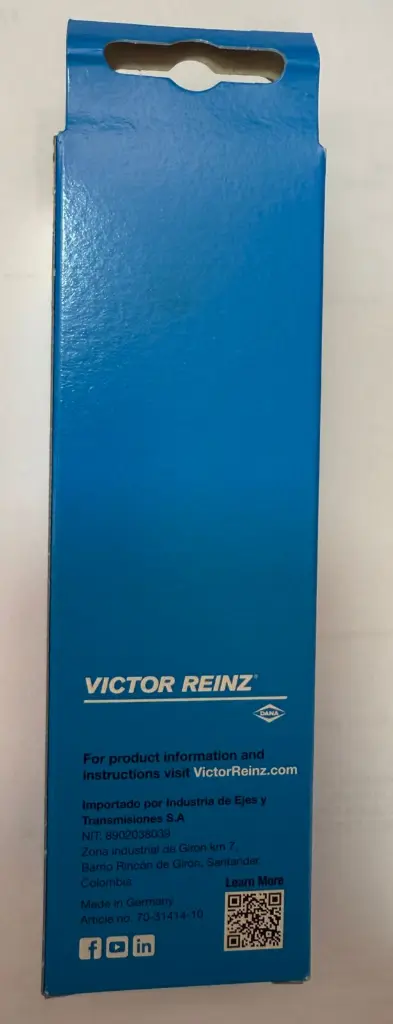 VICTOR REINZ®
DANA
For product information and
instructions visit VictorReinz.com
Importado por Industria de Ejes y
Transmisiones S.A
NIT: 8902038039
Zona Industrial de Giron km 7,
Barrio Rincón de Girón, Santander,
Colombia
Learn More
Made in Germany
Article no. 70-31414-10
f
in